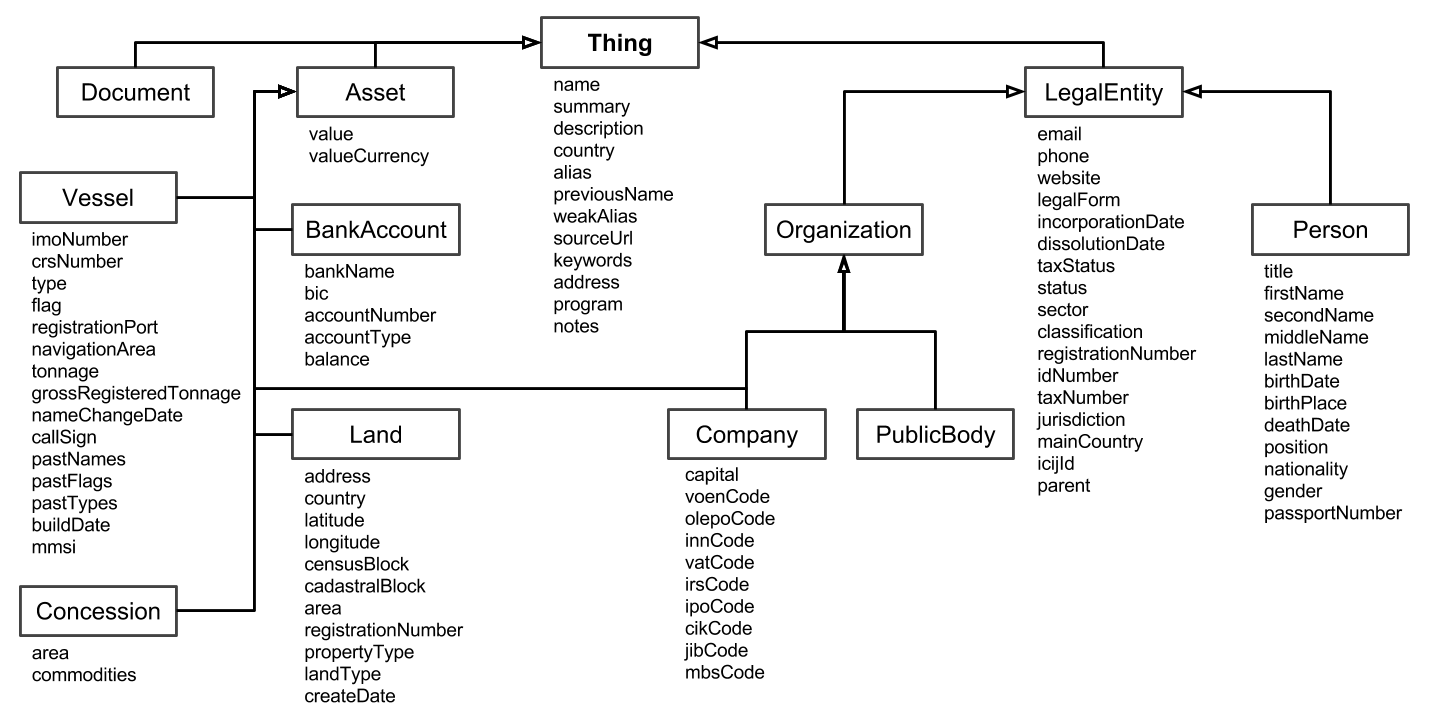 Thing
name
summary
description
country
alias
previousName
weakAlias
sourceUrl
keywords
address
program
notes
Document
Asset
value
valueCurrency
LegalEntity
email
phone
website
legalForm
incorporationDate
dissolutionDate
taxStatus
status
sector
classification
registrationNumber
idNumber
taxNumber
jurisdiction
mainCountry
icijId
parent
Vessel
imoNumber
crsNumber
type
flag
registrationPort
navigationArea
tonnage
grossRegisteredTonnage
nameChangeDate
callSign
pastNames
pastFlags
pastTypes
buildDate
mmsi
BankAccount
bankName
bic
accountNumber
accountType
balance
Organization
Person
title
firstName
secondName
middleName
lastName
birthDate
birthPlace
deathDate
position
nationality
gender
passportNumber
Land
address
country
latitude
longitude
censusBlock
cadastralBlock
area
registrationNumber
propertyType
landType
createDate
Company
capital
voenCode
olepoCode
innCode
vatCode
irsCode
ipoCode
cikCode
jibCode
mbsCode
PublicBody
Concession
area
commodities